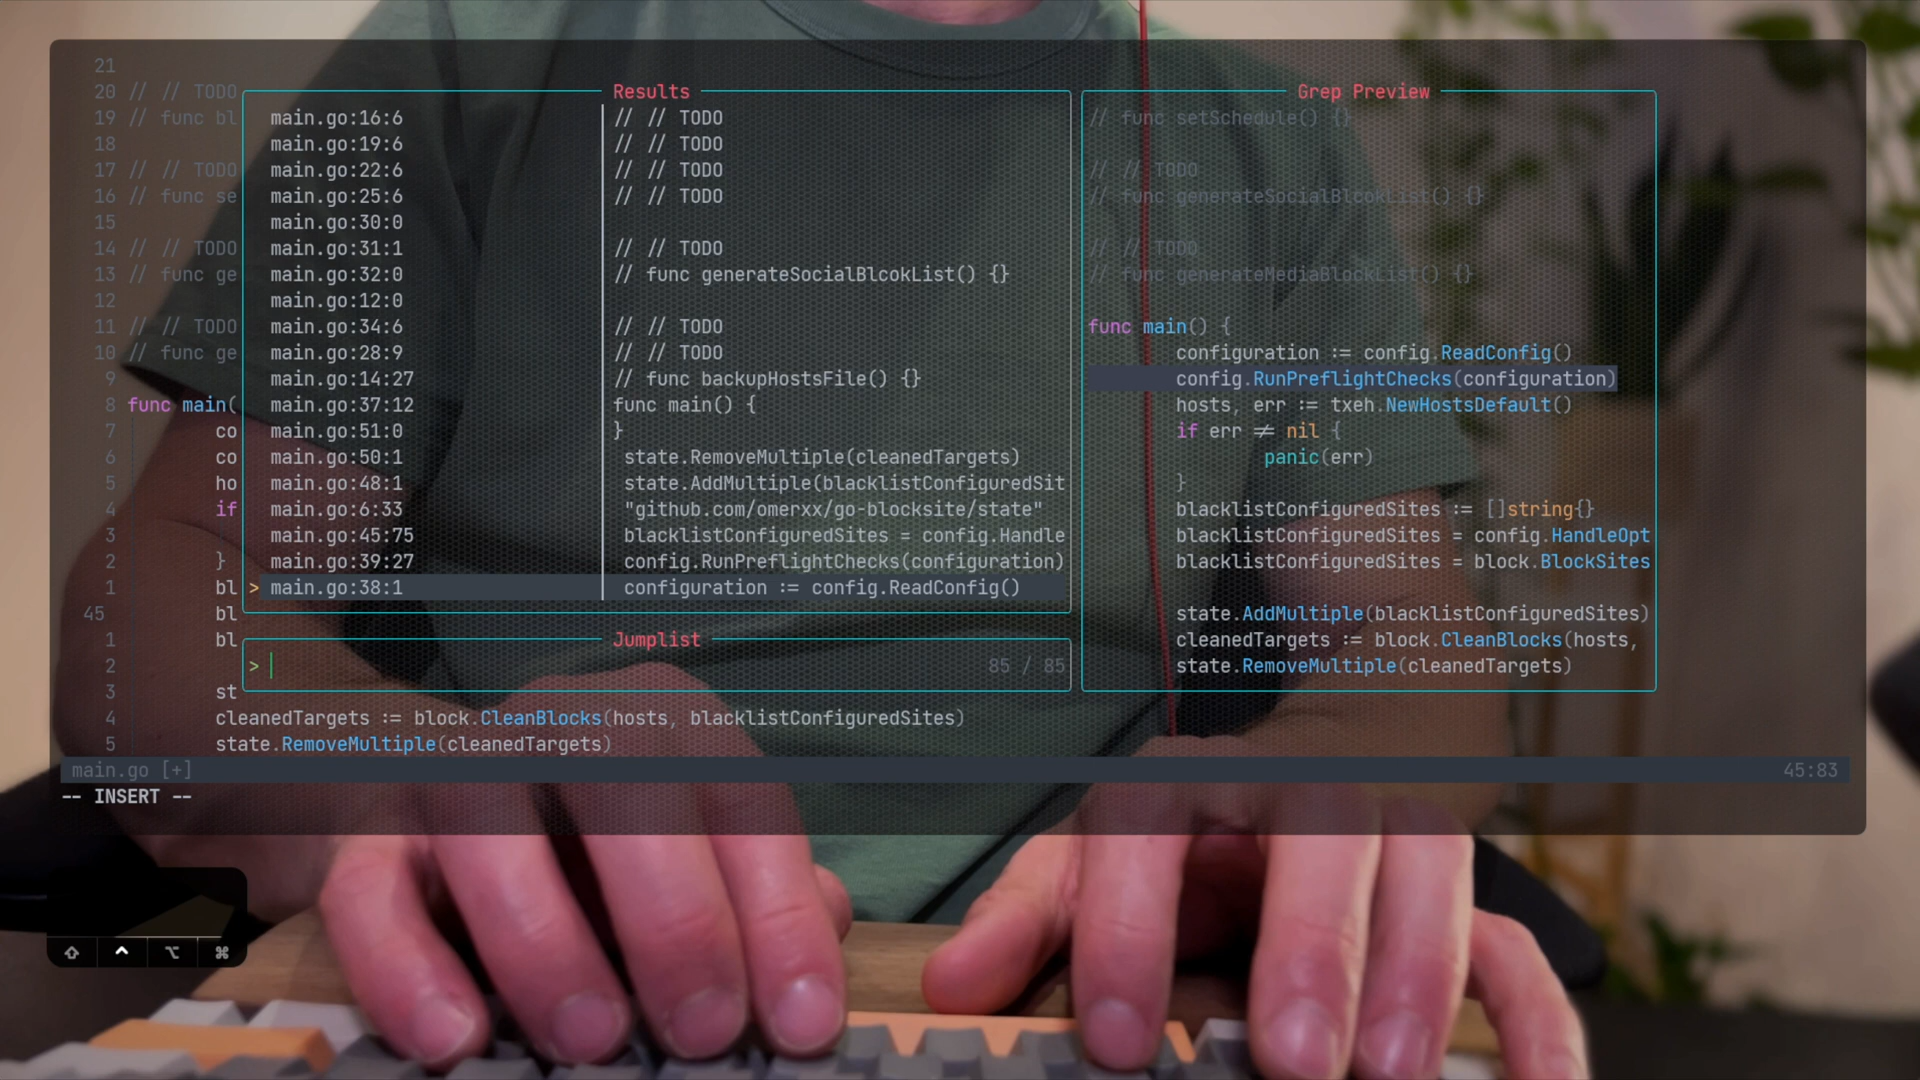 21
20 // // TODO
19 // func bl
18
17 // // TODO
16 // func se
15
14 // // TODO
13 // func ge
12
11 // // TODO
10 // func ge
9
8 func main(
7 co
6 co
5 ho
4 if
3
2 }
1 bl
45 bl
1 bl
2
3 st
4 cleanedTargets := block.CleanBlocks(hosts, blacklistConfiguredSites)
5 state.RemoveMultiple(cleanedTargets)
Results
main.go:16:6 // // TODO
main.go:19:6 // // TODO
main.go:22:6 // // TODO
main.go:25:6 // // TODO
main.go:30:0
main.go:31:1 // // TODO
main.go:32:0 // func generateSocialBlcokList() {}
main.go:12:0
main.go:34:6 // // TODO
main.go:28:9 // // TODO
main.go:14:27 // func backupHostsFile() {}
main.go:37:12 func main() {
main.go:51:0 }
main.go:50:1 state.RemoveMultiple(cleanedTargets)
main.go:48:1 state.AddMultiple(blacklistConfiguredSit
main.go:6:33 "github.com/omerxx/go-blocksite/state"
main.go:45:75 blacklistConfiguredSites = config.Handle
main.go:39:27 config.RunPreflightChecks(configuration)
> main.go:38:1 configuration := config.ReadConfig()
Jumplist
> 85 / 85
Grep Preview
// func setSchedule() {}
// // TODO
// func generateSocialBlcokList() {}
// // TODO
// func generateMediaBlockList() {}
func main() {
configuration := config.ReadConfig()
config.RunPreflightChecks(configuration)
hosts, err := txeh.NewHostsDefault()
if err ≠ nil {
panic(err)
}
blacklistConfiguredSites := []string{}
blacklistConfiguredSites = config.HandleOpt
blacklistConfiguredSites = block.BlockSites
state.AddMultiple(blacklistConfiguredSites)
cleanedTargets := block.CleanBlocks(hosts,
state.RemoveMultiple(cleanedTargets)
main.go [+] 45:83
-- INSERT --
⇧ ^ ⌥ ⌘